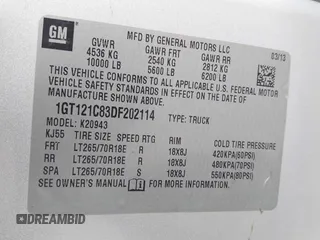 GM
MFD BY GENERAL MOTORS LLC
03/13
GVWR GAWR FRT GAWR RR
4536 KG 2540 KG 2812 KG
10000 LB 5600 LB 6200 LB
THIS VEHICLE CONFORMS TO ALL APPLICABLE U.S. FEDERAL MOTOR
VEHICLE SAFETY STANDARDS IN EFFECT ON THE DATE OF
MANUFACTURE SHOWN ABOVE.
1GT121C83DF202114 TYPE: TRUCK
MODEL: K20943
KJ55 TIRE SIZE SPEED RTG RIM COLD TIRE PRESSURE
FRT LT265/70R18E R 18X8J 420KPA(60PSI)
RR LT265/70R18E R 18X8J 480KPA(70PSI)
SPA LT265/70R18E S 18X8J 550KPA(80PSI)
SEE OWNER'S MANUAL FOR MORE INFORMATION.
© DREAMBID